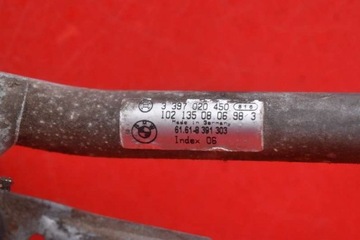 3 397 020 450
102 135 08 06 98 3
Made in Germany
61.61-8 391 303
Index 06